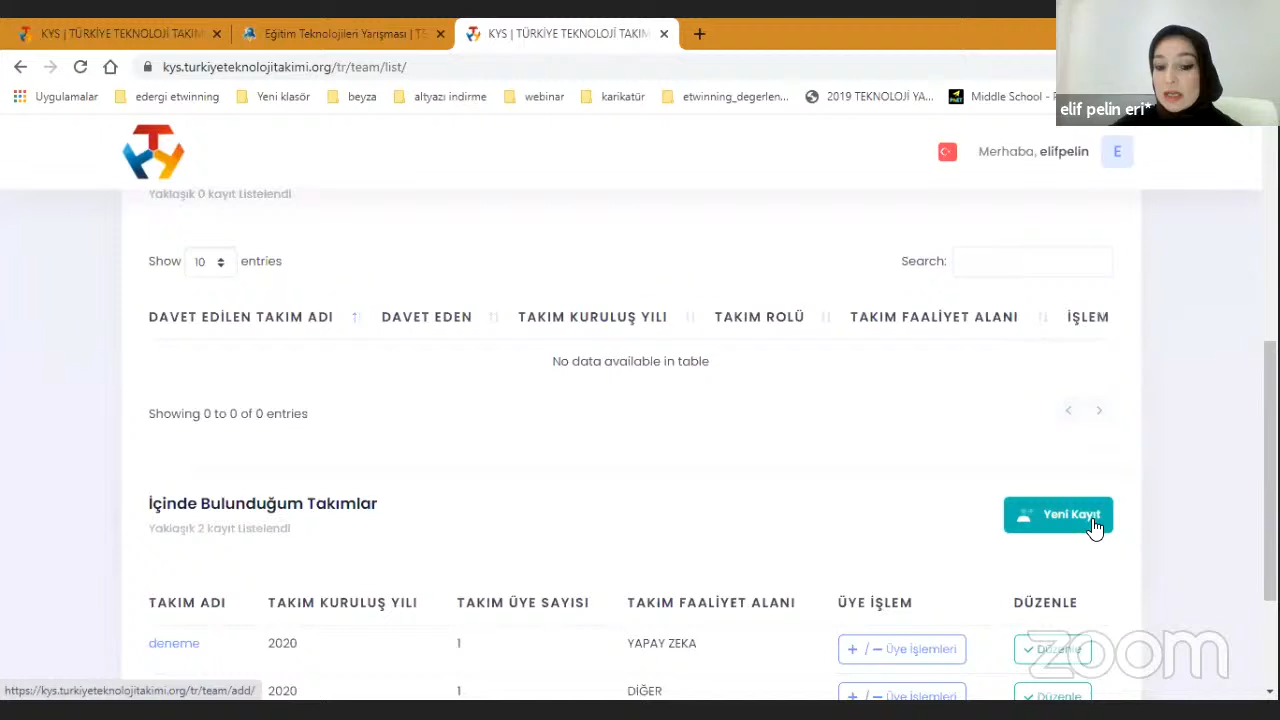 KYS | TÜRKİYE TEKNOLOJİ TAKIM
Eğitim Teknolojileri Yarışması | T
KYS | TÜRKİYE TEKNOLOJİ TAKIM
kys.turkiyeteknolojitakimi.org/tr/team/list/
Uygulamalar
edergi etwinning
Yeni klasör
beyza
altyazı indirme
webinar
karikatür
etwinning_degerlen...
2019 TEKNOLOJİ YA...
Middle School -
elif pelin eri*
Merhaba, elifpelin
E
Yaklaşık 0 kayıt Listelendi
Show 10 entries
Search:
DAVET EDİLEN TAKIM ADI DAVET EDEN TAKIM KURULUŞ YILI TAKIM ROLÜ TAKIM FAALİYET ALANI İŞLEM
No data available in table
Showing 0 to 0 of 0 entries
İçinde Bulunduğum Takımlar
Yeni Kayıt
Yaklaşık 2 kayıt Listelendi
TAKIM ADI TAKIM KURULUŞ YILI TAKIM ÜYE SAYISI TAKIM FAALİYET ALANI ÜYE İŞLEM DÜZENLE
deneme 2020 1 YAPAY ZEKA + / – Üye İşlemleri Düzenle
2020 1 DİĞER + / – Üye İşlemleri Düzenle
zoom
https://kys.turkiyeteknolojitakimi.org/tr/team/add/